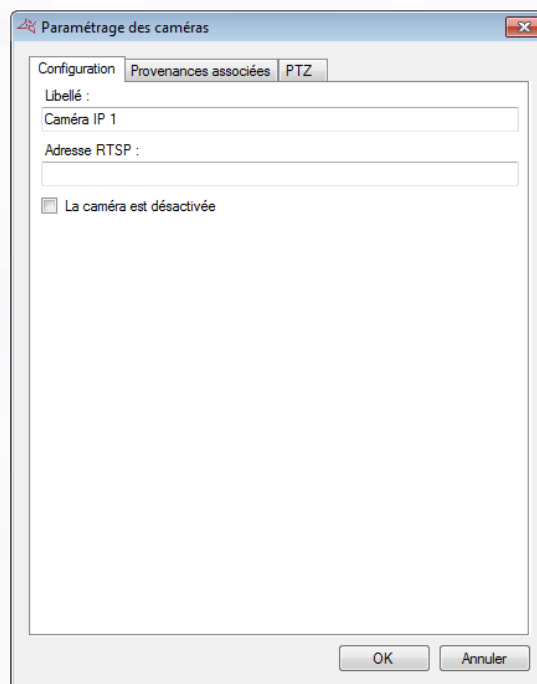 Paramétrage des caméras
Configuration Provenances associées PTZ
Libellé :
Caméra IP 1
Adresse RTSP :
La caméra est désactivée
OK Annuler